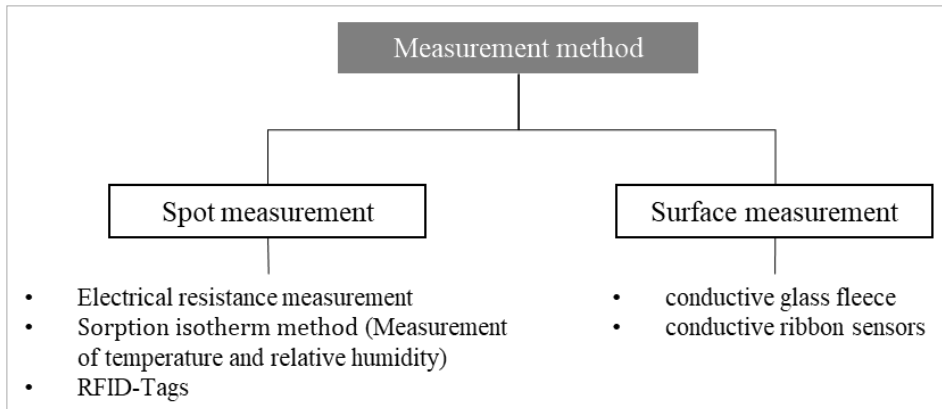 Measurement method
Spot measurement
Surface measurement
• Electrical resistance measurement
• Sorption isotherm method (Measurement
of temperature and relative humidity)
• RFID-Tags
• conductive glass fleece
• conductive ribbon sensors